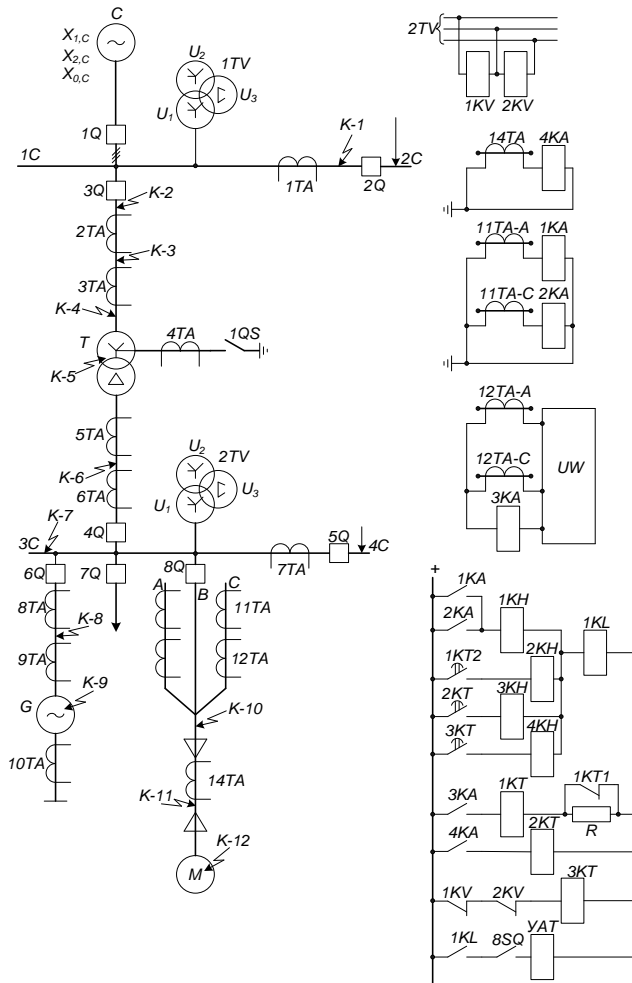 C
X1,C
X2,C
X0,C
U2
1TV
U1
U3
1Q
K-1
1C
2C
1TA
2Q
3Q
K-2
2TA
K-3
3TA
K-4
T
4TA
1QS
K-5
5TA
K-6
6TA
U2
2TV
U1
U3
K-7
4Q
5Q
3C
4C
6Q
7Q
8Q
7TA
A
B
C
8TA
11TA
K-8
9TA
12TA
G
K-9
K-10
10TA
14TA
K-11
K-12
M
2TV
1KV
2KV
14TA
4KA
11TA-A
1KA
11TA-C
2KA
12TA-A
12TA-C
UW
3KA
+
1KA
1KH
1KL
2KA
1KT2
2KH
2KT
3KH
3KT
4KH
1KT1
3KA
1KT
R
4KA
2KT
3KT
1KV
2KV
1KL
8SQ
УАТ